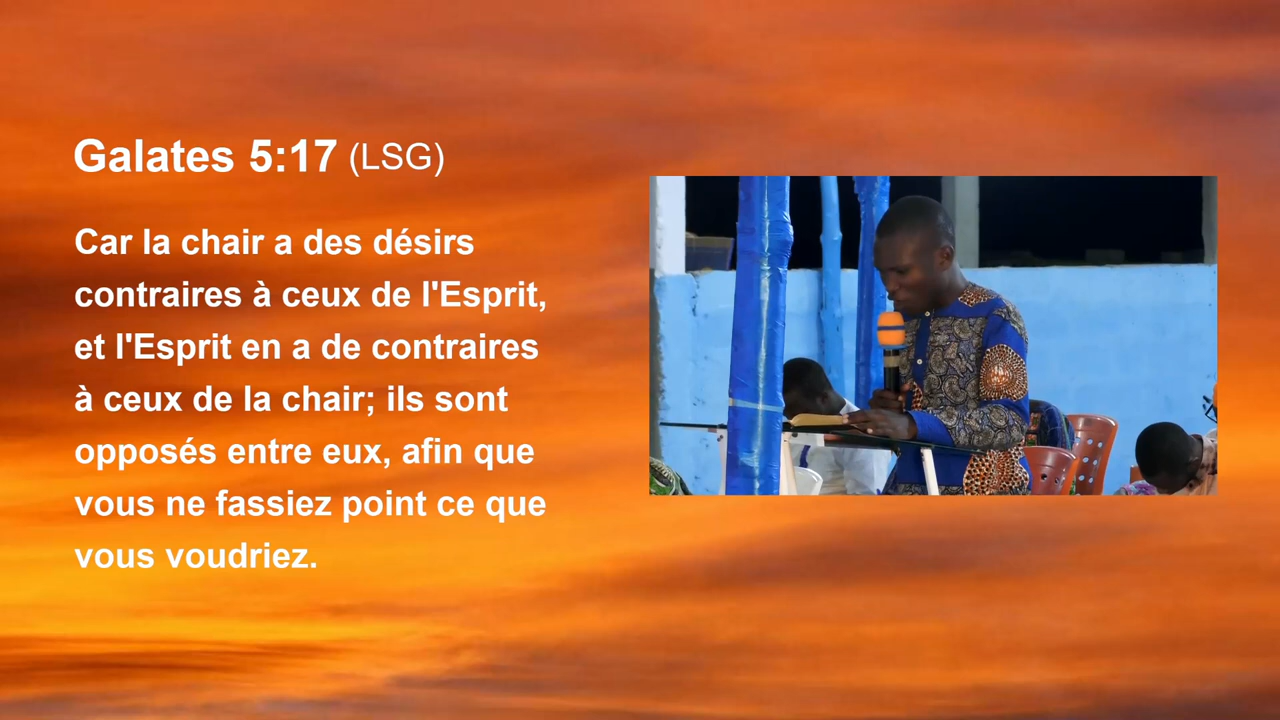 Galates 5:17 (LSG)
Car la chair a des désirs
contraires à ceux de l'Esprit,
et l'Esprit en a de contraires
à ceux de la chair; ils sont
opposés entre eux, afin que
vous ne fassiez point ce que
vous voudriez.